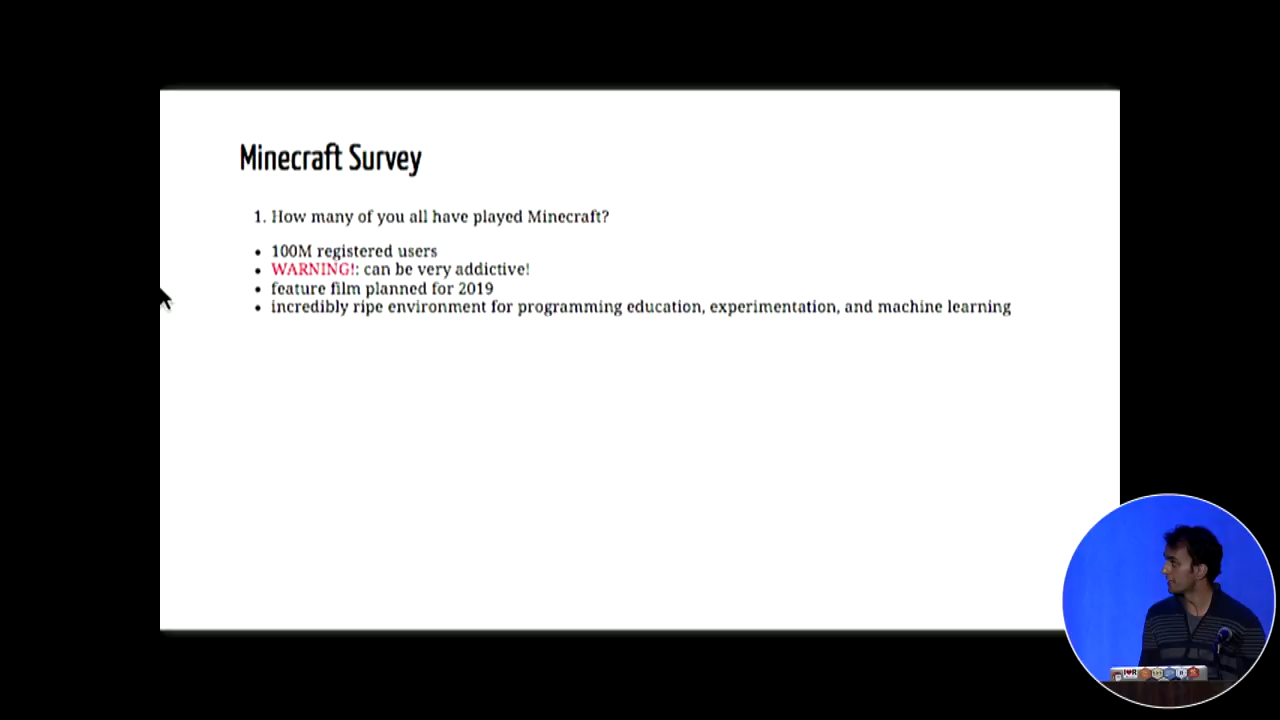 Minecraft Survey
1. How many of you all have played Minecraft?
• 100M registered users
• WARNING!: can be very addictive!
• feature film planned for 2019
• incredibly ripe environment for programming education, experimentation, and machine learning